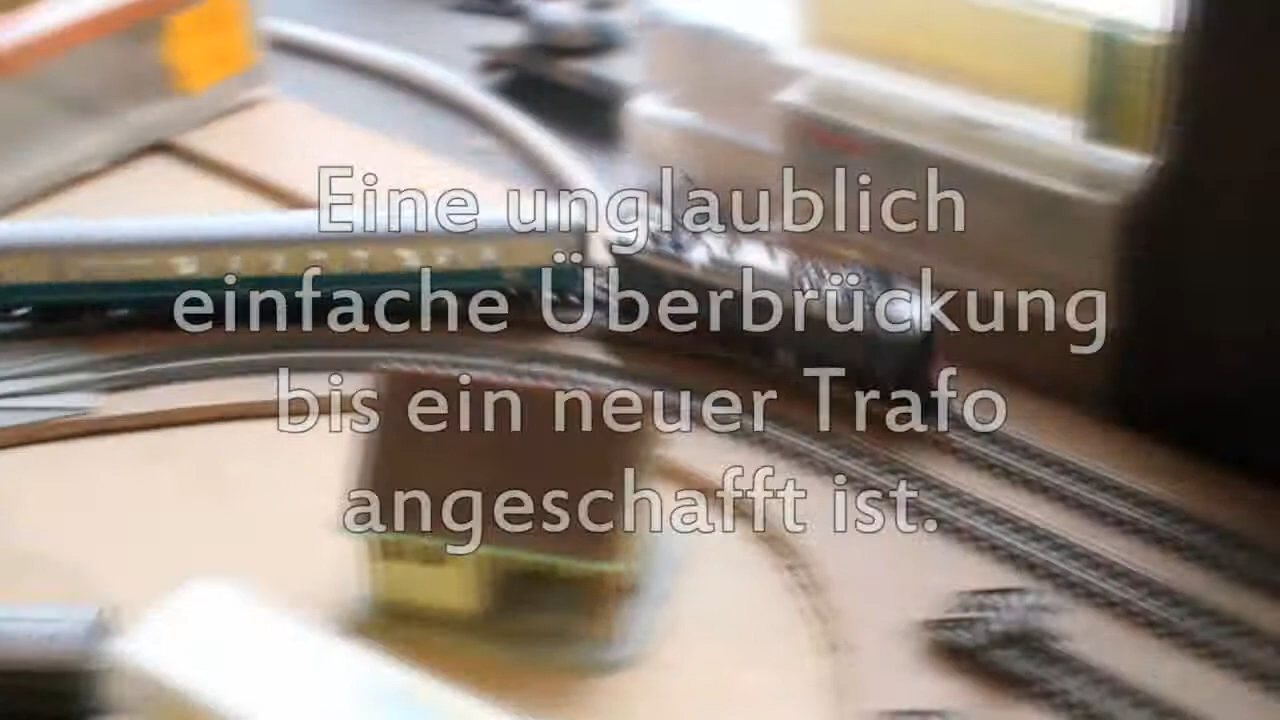 Eine unglaublich
einfache Überbrückung
bis ein neuer Trafo
angeschafft ist.